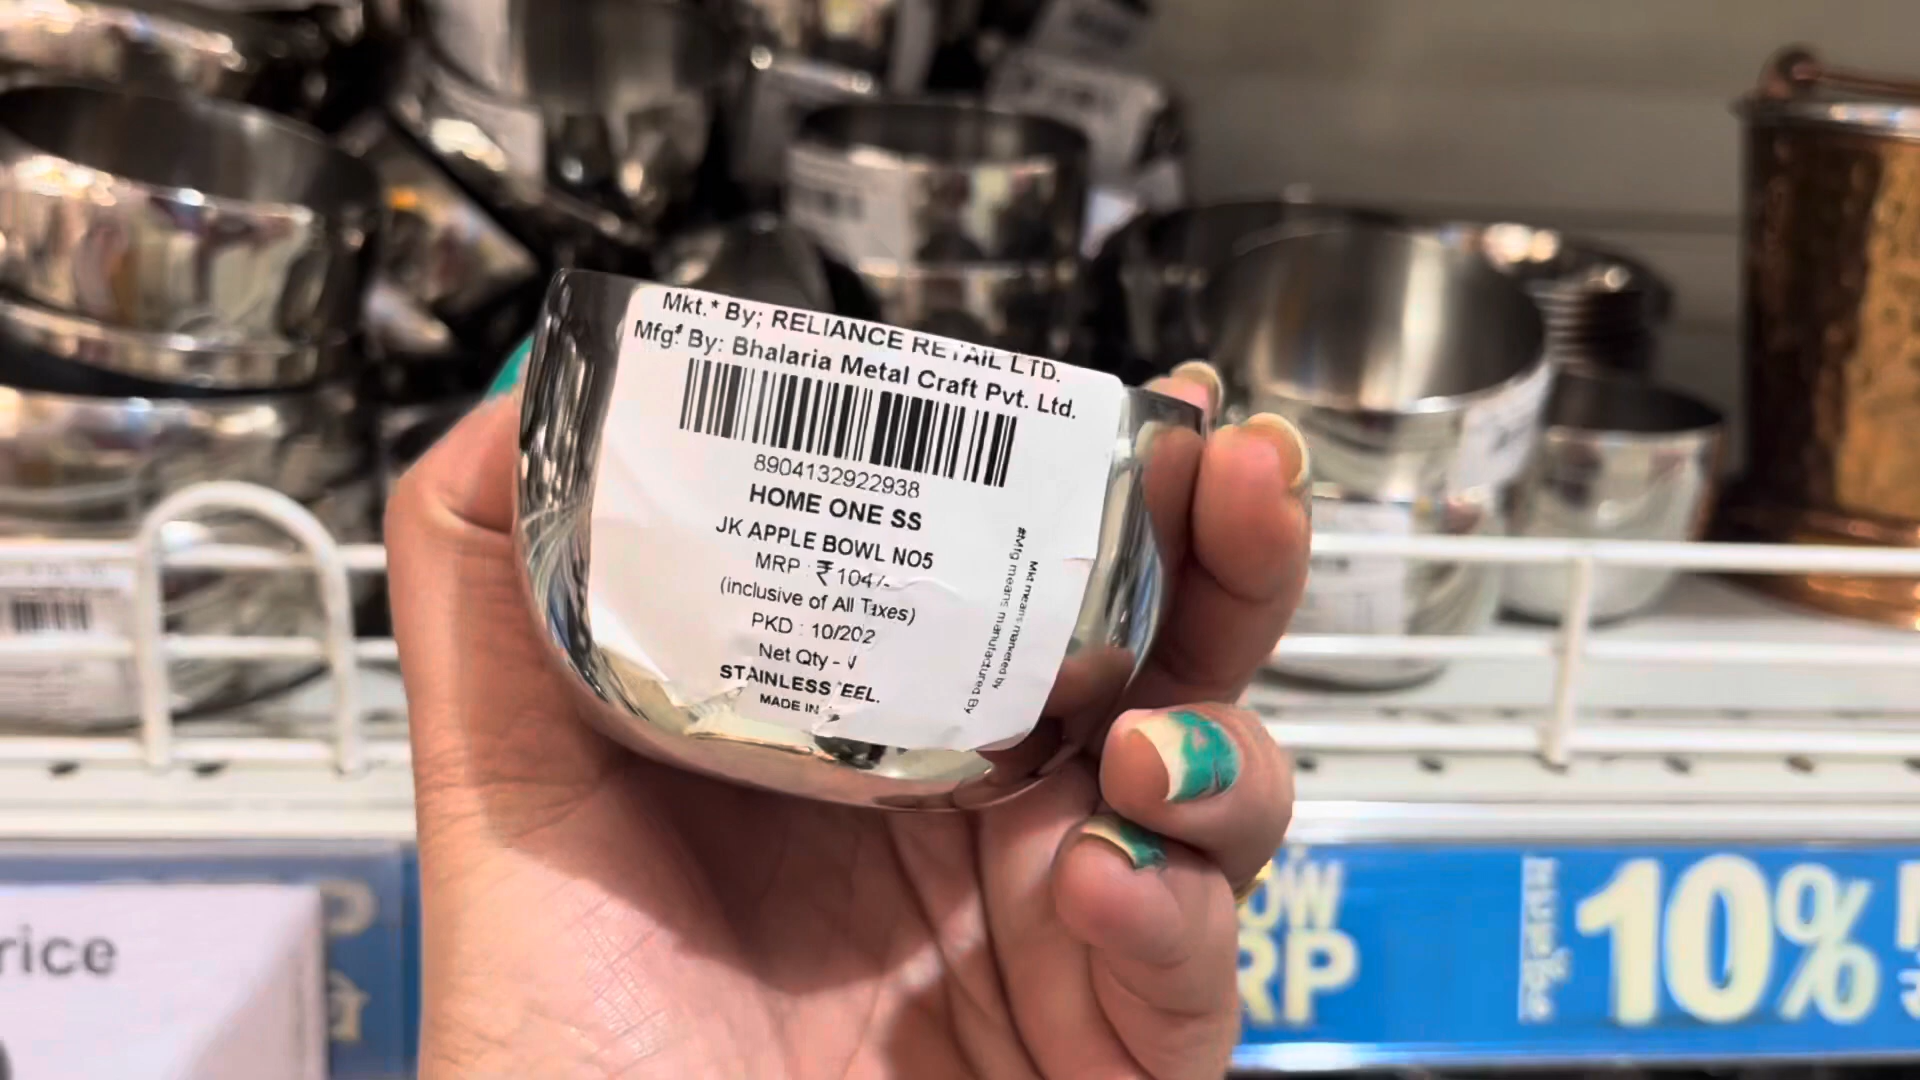 Mkt.* By; RELIANCE RETAIL LTD.
Mfg# By: Bhalaria Metal Craft Pvt. Ltd.
8904132922938
HOME ONE SS
JK APPLE BOWL NO5
MRP : ₹ 104/-
(inclusive of All Taxes)
PKD : 10/202
Net Qty -
STAINLESS EEL.
MADE IN
Mkt means marketed by
#Mfg means manufactured By
rice
OW
RP
10%